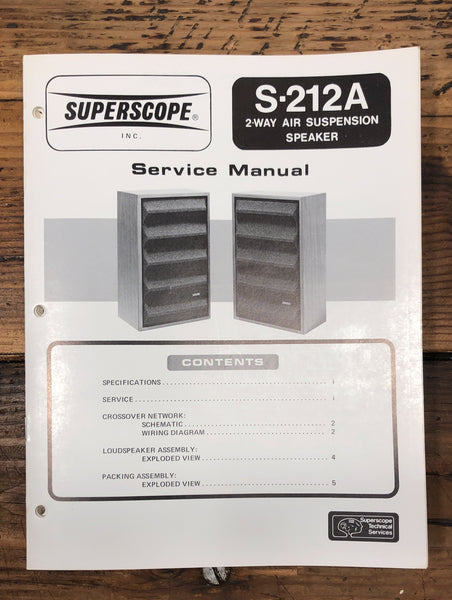 SUPERSCOPE®
INC.
S-212A
2-WAY AIR SUSPENSION
SPEAKER
Service Manual
CONTENTS
SPECIFICATIONS . . . . . . . . . . . . . . . . . . . . . . . . . . . . . . . . . 1
SERVICE . . . . . . . . . . . . . . . . . . . . . . . . . . . . . . . . . . . . . . 1
CROSSOVER NETWORK:
SCHEMATIC . . . . . . . . . . . . . . . . . . . . . . . . . . . . . . . 2
WIRING DIAGRAM . . . . . . . . . . . . . . . . . . . . . . . . . 2
LOUDSPEAKER ASSEMBLY:
EXPLODED VIEW . . . . . . . . . . . . . . . . . . . . . . . . . . 4
PACKING ASSEMBLY:
EXPLODED VIEW . . . . . . . . . . . . . . . . . . . . . . . . . . 5
Superscope
Technical
Services